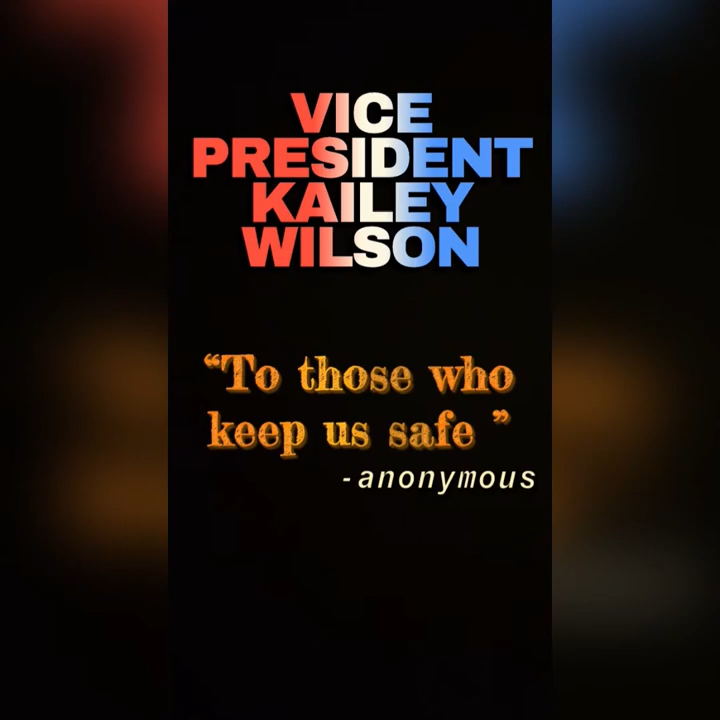 VICE
PRESIDENT
KAILEY
WILSON
“To those who
keep us safe ”
-anonymous